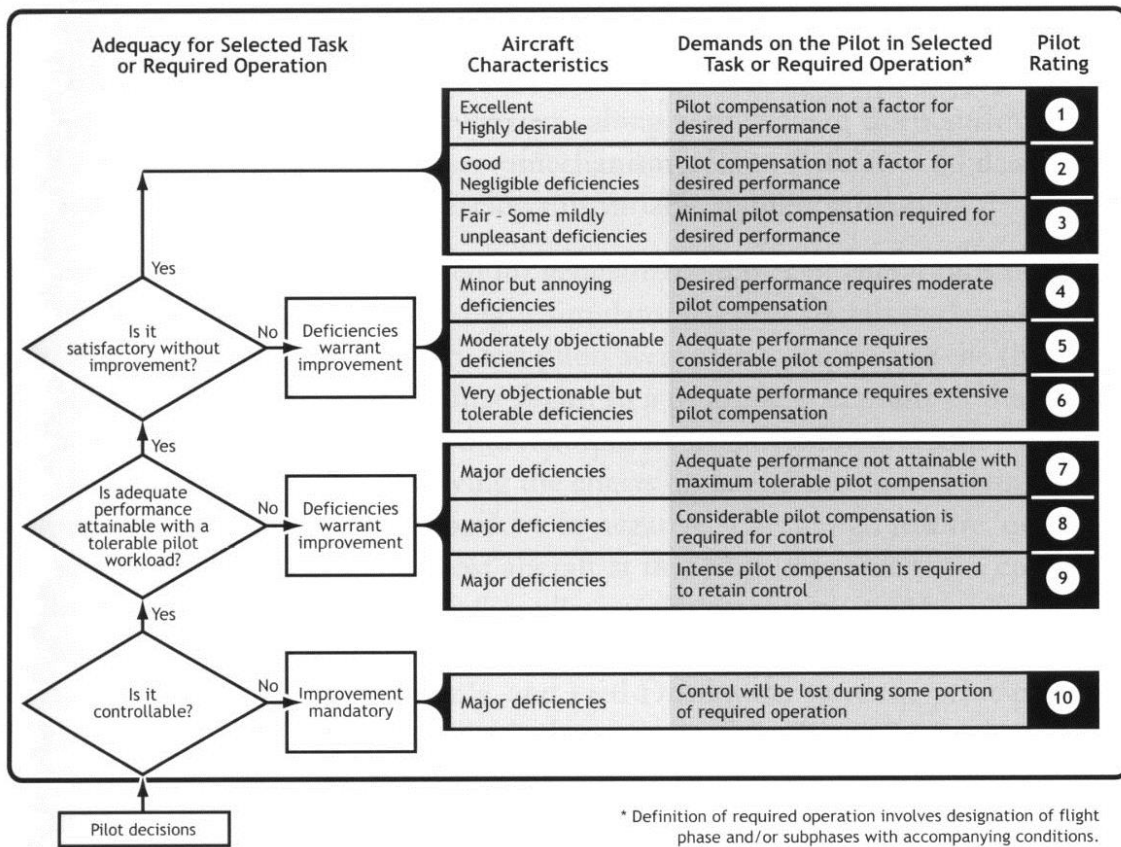 Adequacy for Selected Task
or Required Operation
Aircraft
Characteristics
Demands on the Pilot in Selected
Task or Required Operation*
Pilot
Rating
Excellent
Highly desirable
Pilot compensation not a factor for
desired performance
1
Good
Negligible deficiencies
Pilot compensation not a factor for
desired performance
2
Fair - Some mildly
unpleasant deficiencies
Minimal pilot compensation required for
desired performance
3
Yes
Is it
satisfactory without
improvement?
No
Deficiencies
warrant
improvement
Minor but annoying
deficiencies
Desired performance requires moderate
pilot compensation
4
Moderately objectionable
deficiencies
Adequate performance requires
considerable pilot compensation
5
Very objectionable but
tolerable deficiencies
Adequate performance requires extensive
pilot compensation
6
Yes
Is adequate
performance
attainable with a
tolerable pilot
workload?
No
Deficiencies
warrant
improvement
Major deficiencies
Adequate performance not attainable with
maximum tolerable pilot compensation
7
Major deficiencies
Considerable pilot compensation is
required for control
8
Major deficiencies
Intense pilot compensation is required
to retain control
9
Yes
Is it
controllable?
No
Improvement
mandatory
Major deficiencies
Control will be lost during some portion
of required operation
10
Pilot decisions
* Definition of required operation involves designation of flight
phase and/or subphases with accompanying conditions.